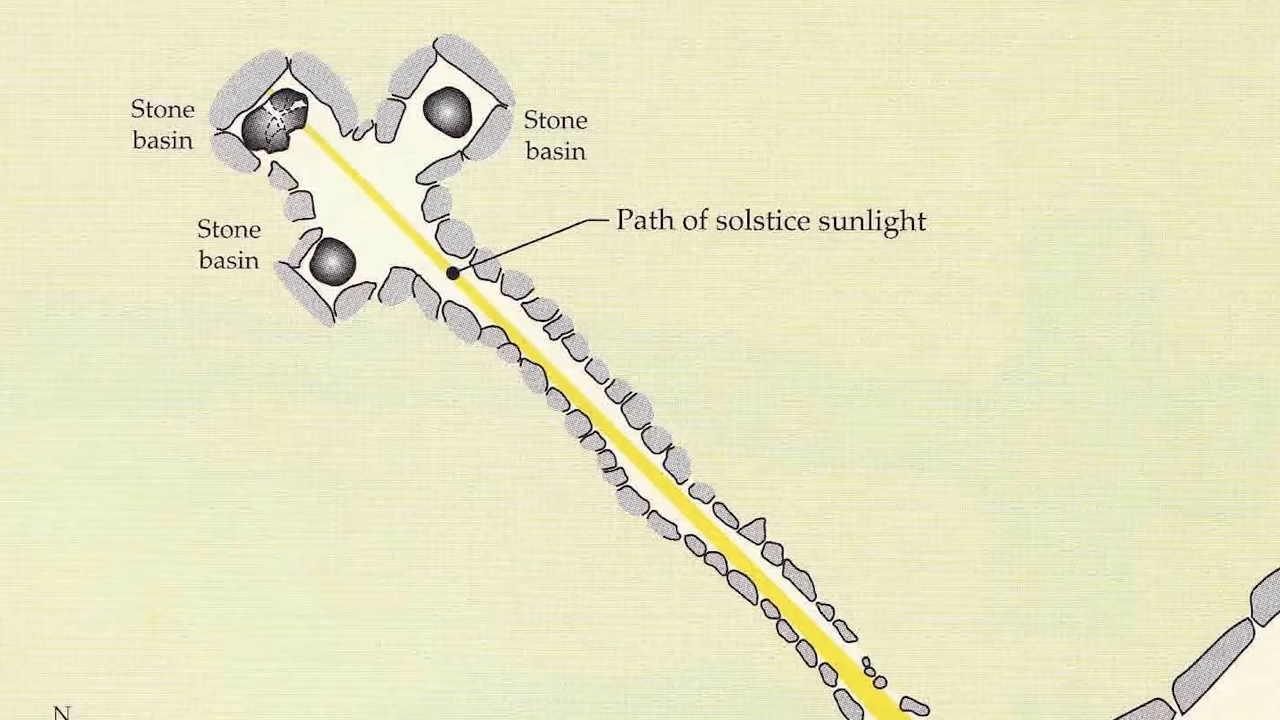 Stone
basin
Stone
basin
Path of solstice sunlight
Stone
basin
N